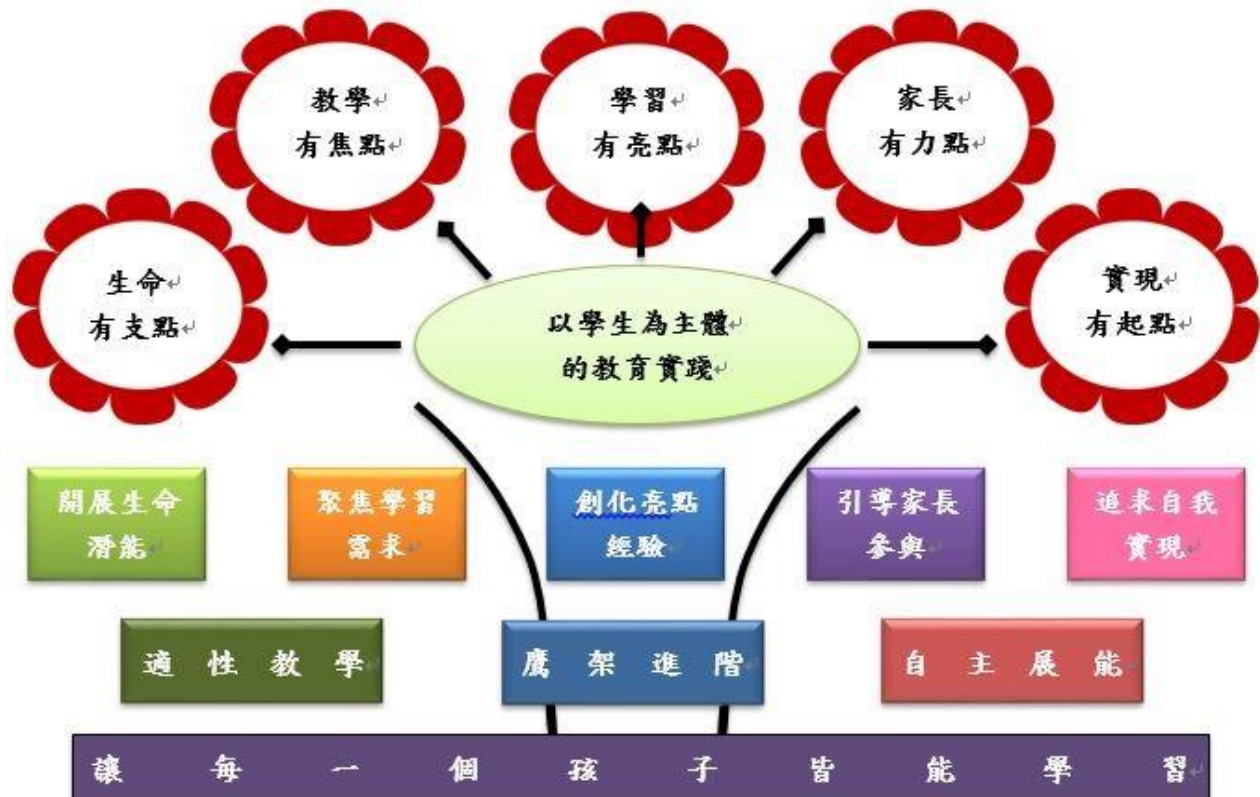 教學
有焦點
學習
有亮點
家長
有力點
生命
有支點
實現
有起點
以學生為主體
的教育實踐
開展生命
潛能
聚焦學習
需求
創化亮點
經驗
引導家長
參與
追求自我
實現
適性教學
鷹架進階
自主展能
讓每一個孩子皆能學習